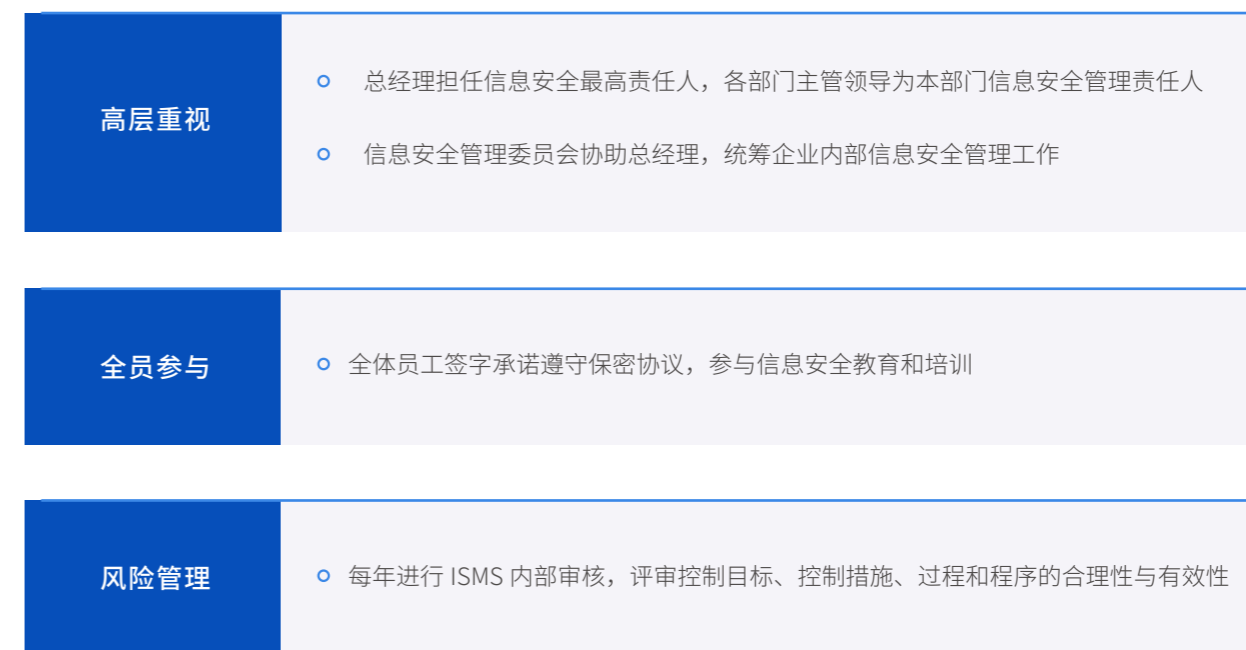 高层重视
总经理担任信息安全最高责任人，各部门主管领导为本部门信息安全管理责任人
信息安全管理委员会协助总经理，统筹企业内部信息安全管理工作
全员参与
全体员工签字承诺遵守保密协议，参与信息安全教育和培训
风险管理
每年进行 ISMS 内部审核，评审控制目标、控制措施、过程和程序的合理性与有效性